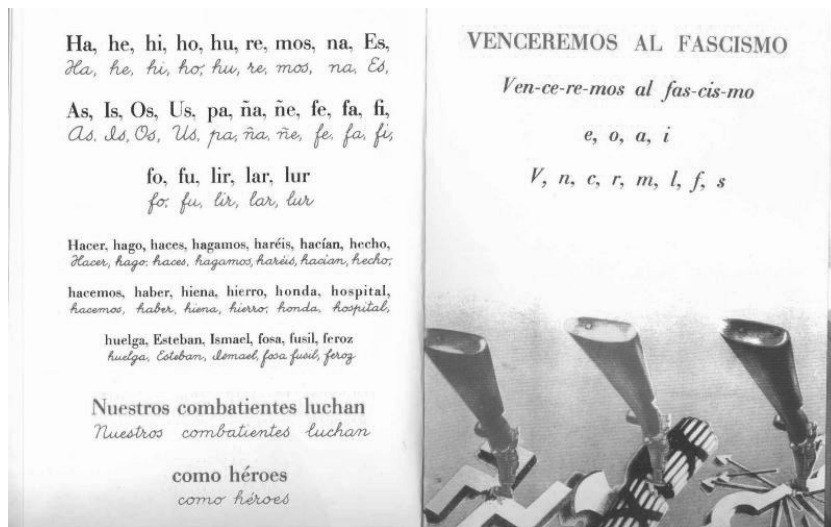 Ha, he, hi, ho, hu, re, mos, na, Es,
Ha, he, hi, ho, hu, re, mos, na, Es,
As, Is, Os, Us, pa, ña, ñe, fe, fa, fi,
As, Is, Os, Us, pa, ña, ñe, fe, fa, fi,
fo, fu, lir, lar, lur
fo, fu, lir, lar, lur
Hacer, hago, haces, hagamos, haréis, hacían, hecho,
Hacer, hago, haces, hagamos, haréis, hacían, hecho,
hacemos, haber, hiena, hierro, honda, hospital,
hacemos, haber, hiena, hierro, honda, hospital,
huelga, Esteban, Ismael, fosa, fusil, feroz
huelga, Esteban, Ismael, fosa fusil, feroz
Nuestros combatientes luchan
Nuestros combatientes luchan
como héroes
como héroes
VENCEREMOS AL FASCISMO
Ven-ce-re-mos al fas-cis-mo
e, o, a, i
V, n, c, r, m, l, f, s